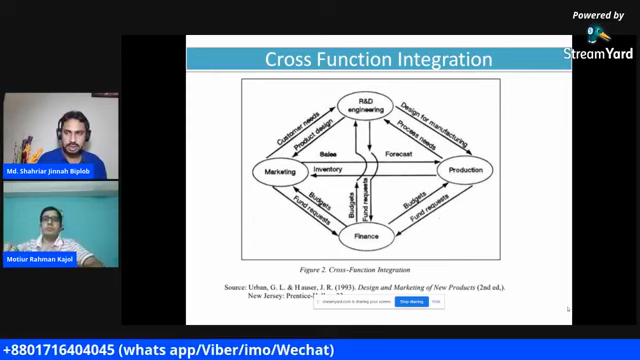 Powered by
StreamYard
Cross Function Integration
R&D
engineering
Customer needs
Product design
Design for manufacturing
Process needs
Sales
Forecast
Marketing
Inventory
Production
Budgets
Fund requests
Budgets
Fund requests
Budgets
Fund requests
Finance
Figure 2. Cross-Function Integration
Source: Urban, G. L. & Hauser, J. R. (1993). Design and Marketing of New Products (2nd ed,).
New Jersey:
streamyard.com is sharing your screen.
Stop sharing
Hide
Md. Shahriar Jinnah Biplob
Motiur Rahman Kajol
+8801716404045 (whats app/Viber/imo/Wechat)